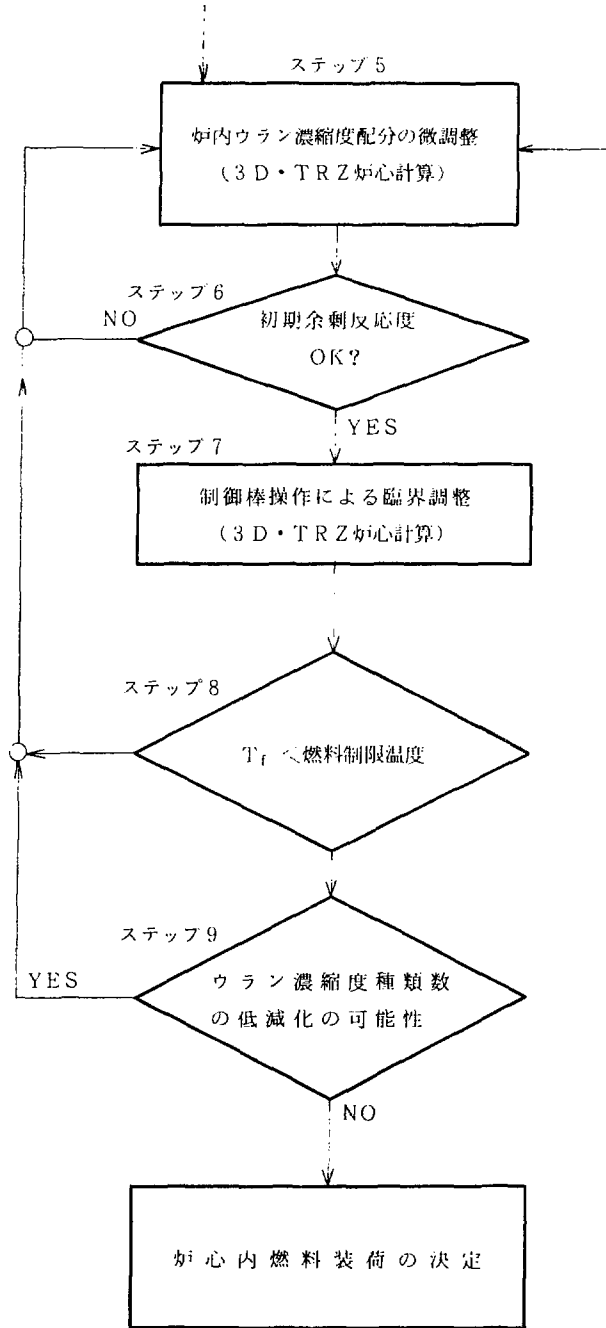 ステップ5
炉内ウラン濃縮度配分の微調整
(3D・TRZ炉心計算)
ステップ6
NO
初期余剰反応度
OK?
YES
ステップ7
制御棒操作による臨界調整
(3D・TRZ炉心計算)
ステップ8
Tf <燃料制限温度
ステップ9
YES
ウラン濃縮度種類数
の低減化の可能性
NO
炉心内燃料装荷の決定